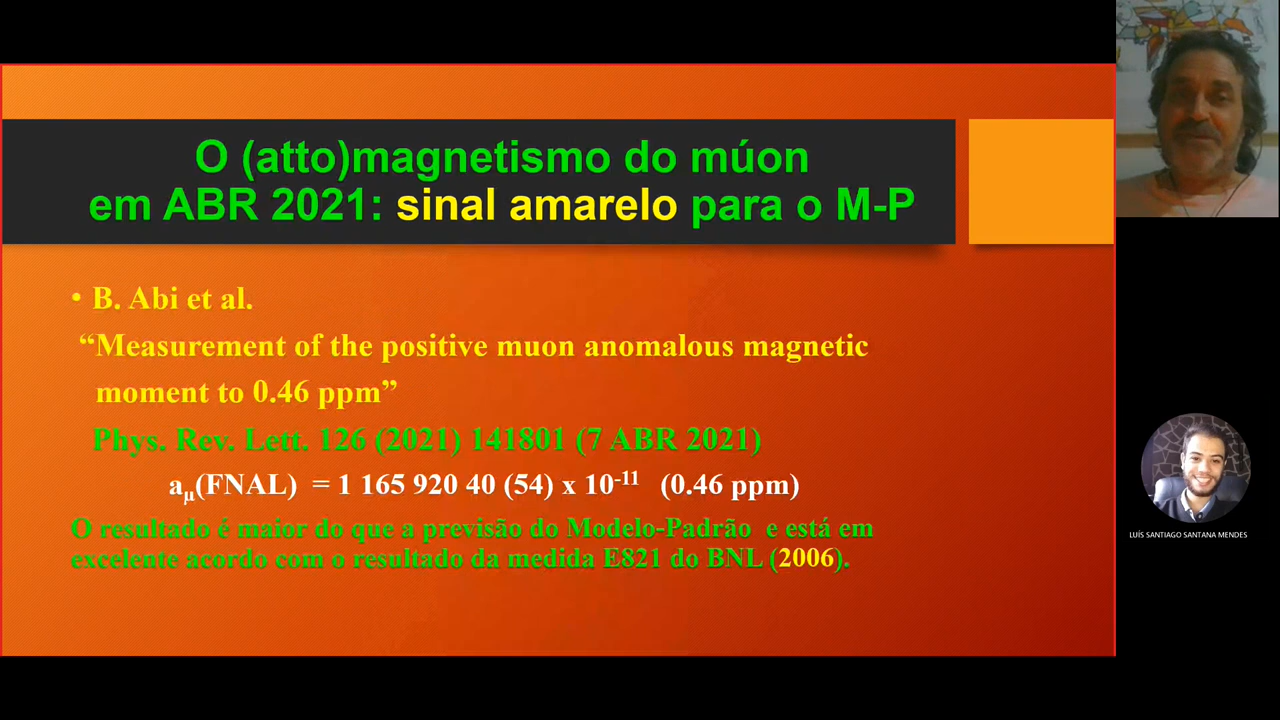 O (atto)magnetismo do múon
em ABR 2021: sinal amarelo para o M-P
• B. Abi et al.
“Measurement of the positive muon anomalous magnetic
moment to 0.46 ppm”
Phys. Rev. Lett. 126 (2021) 141801 (7 ABR 2021)
aμ(FNAL) = 1 165 920 40 (54) x 10⁻¹¹ (0.46 ppm)
O resultado é maior do que a previsão do Modelo-Padrão e está em
excelente acordo com o resultado da medida E821 do BNL (2006).
LUÍS SANTIAGO SANTANA MENDES